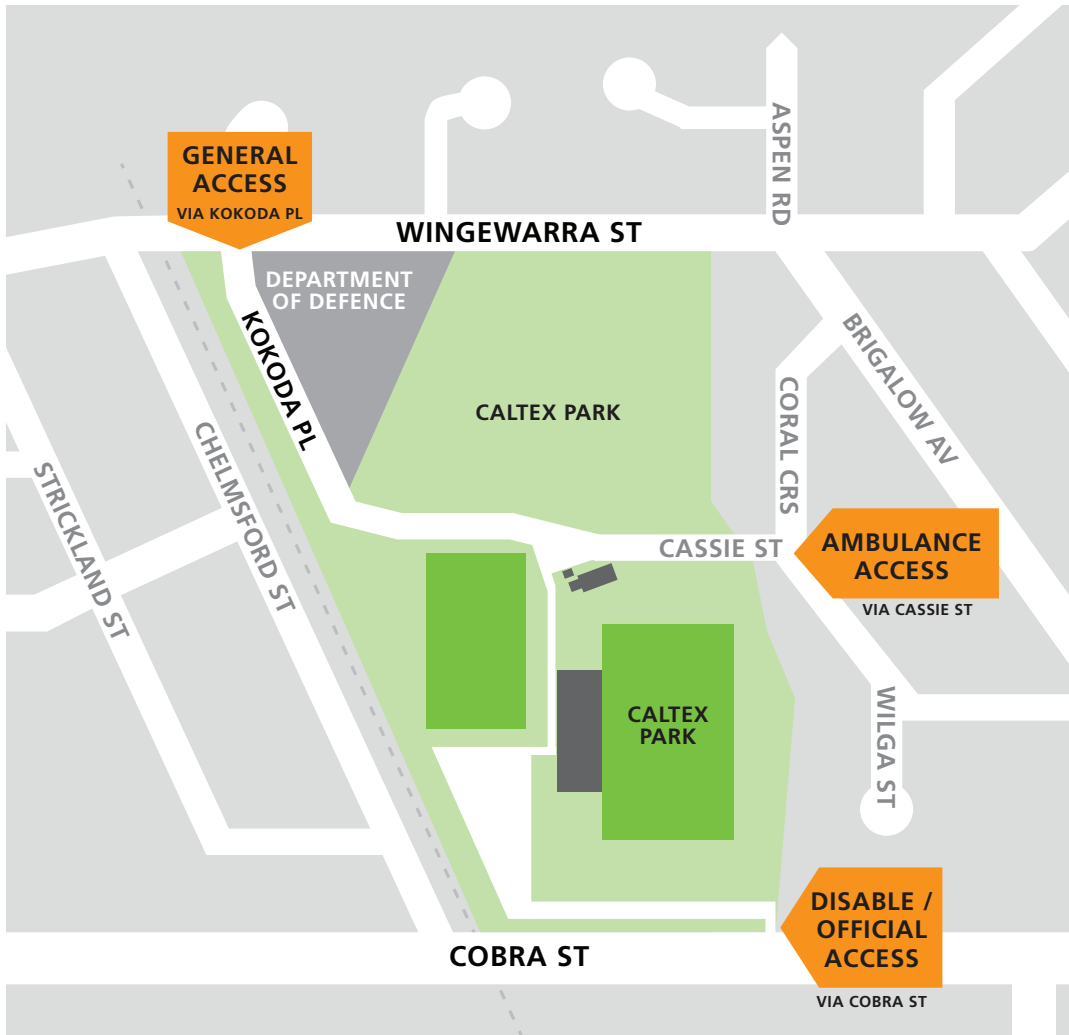 GENERAL
ACCESS
VIA KOKODA PL
ASPEN RD
WINGEWARRA ST
DEPARTMENT
OF DEFENCE
KOKODA PL
BRIGALOW AV
CALTEX PARK
CORAL CRS
CHELMSFORD ST
STRICKLAND ST
CASSIE ST
AMBULANCE
ACCESS
VIA CASSIE ST
CALTEX
PARK
WILGA ST
DISABLE /
OFFICIAL
ACCESS
VIA COBRA ST
COBRA ST